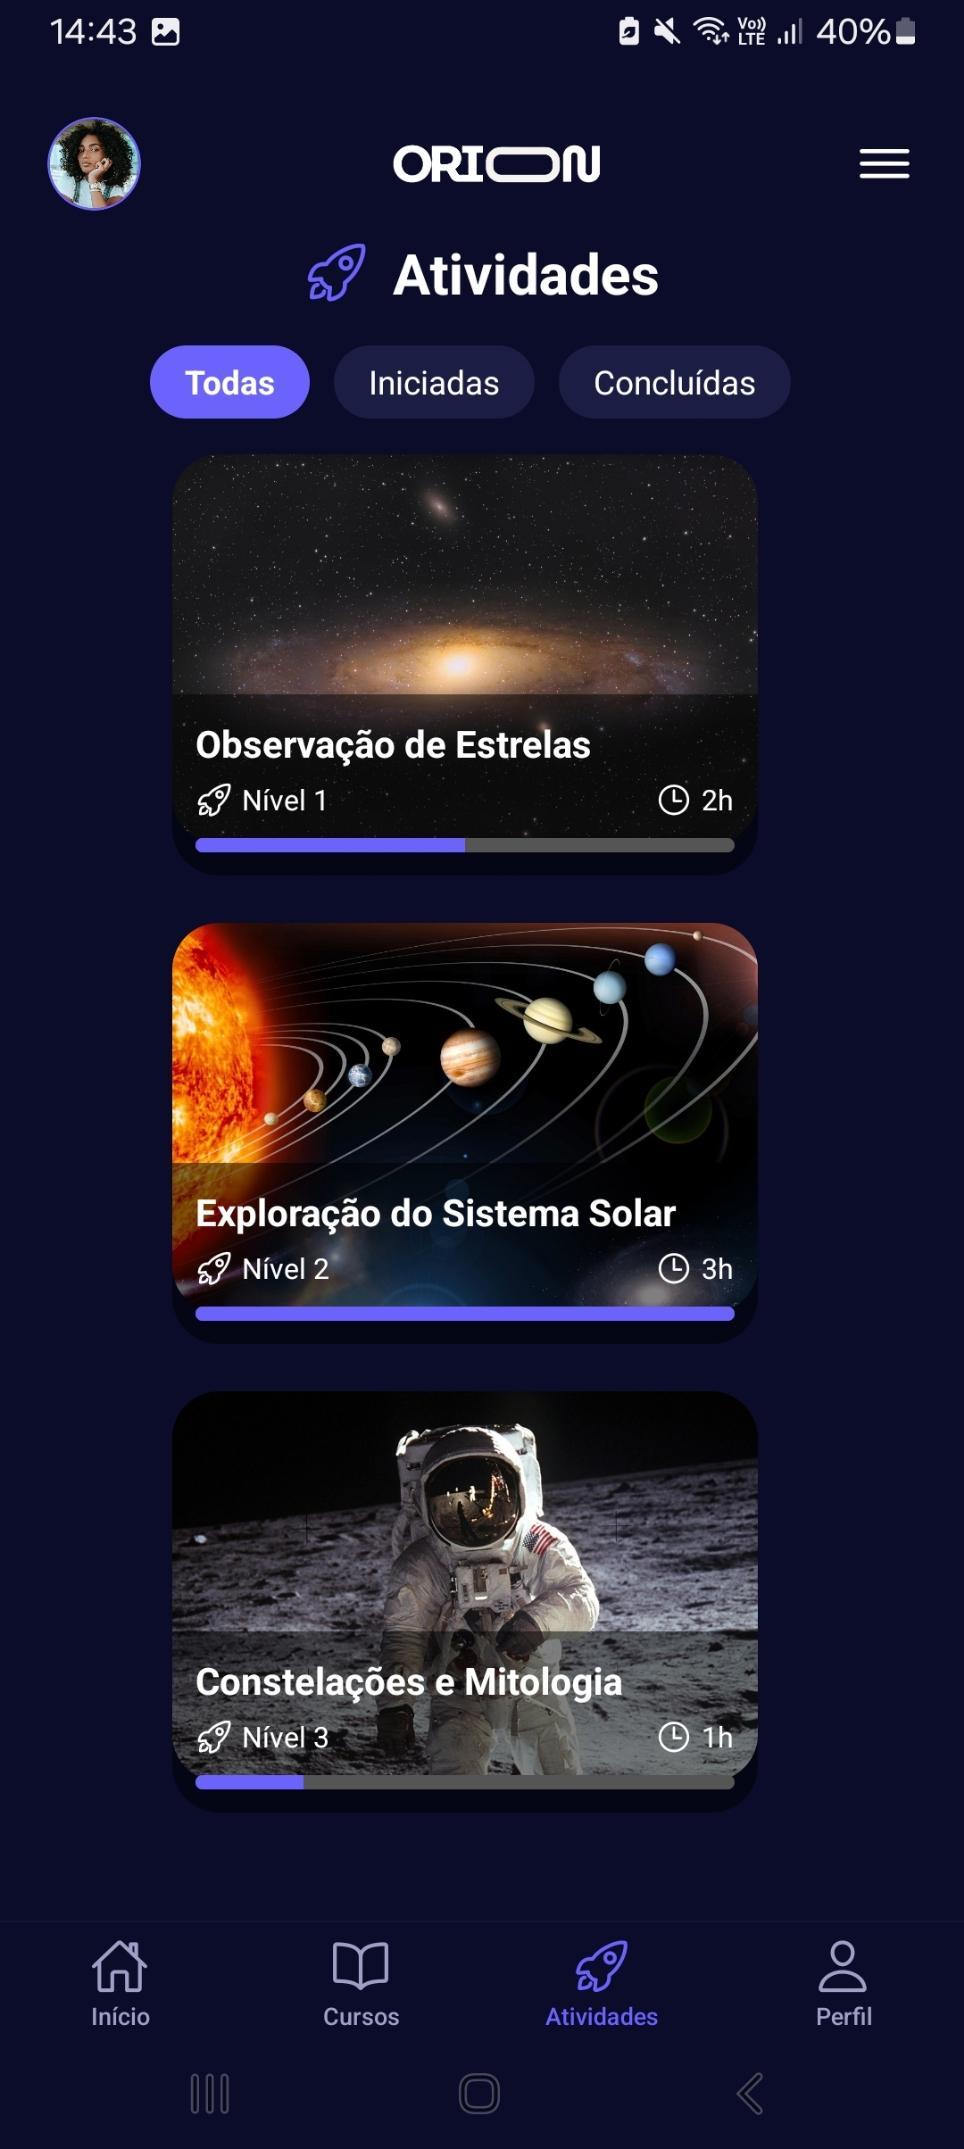 14:43
Vo))
LTE
40%
ORION
Atividades
Todas
Iniciadas
Concluídas
Observação de Estrelas
Nível 1
2h
Exploração do Sistema Solar
Nível 2
3h
Constelações e Mitologia
Nível 3
1h
Início
Cursos
Atividades
Perfil